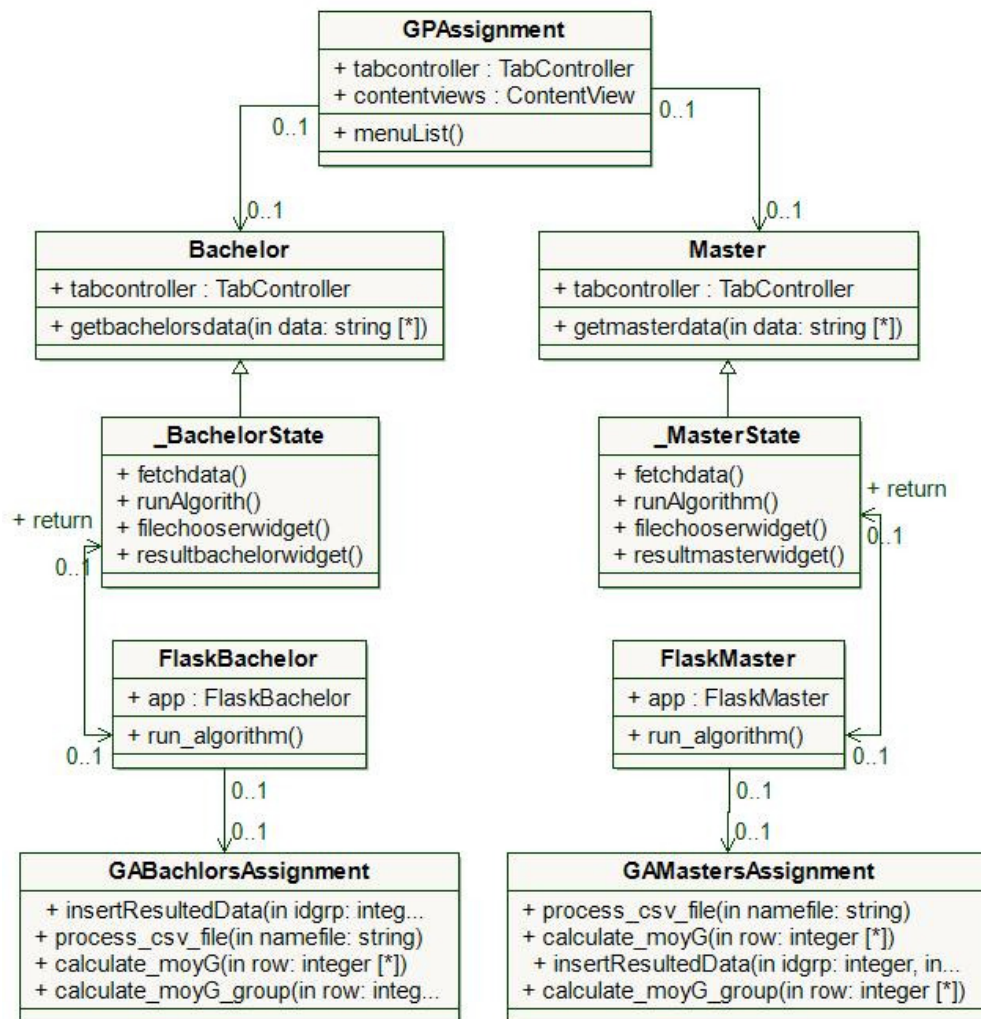 GPAssignment
+ tabcontroller : TabController
+ contentviews : ContentView
+ menuList()
0..1
0..1
0..1
0..1
Bachelor
+ tabcontroller : TabController
+ getbachelorsdata(in data: string [*])
Master
+ tabcontroller : TabController
+ getmasterdata(in data: string [*])
_BachelorState
+ fetchdata()
+ runAlgorith()
+ filechooserwidget()
+ resultbachelorwidget()
+ return
0..1
_MasterState
+ fetchdata()
+ runAlgorithm()
+ filechooserwidget()
+ resultmasterwidget()
+ return
0..1
FlaskBachelor
+ app : FlaskBachelor
+ run_algorithm()
0..1
0..1
0..1
FlaskMaster
+ app : FlaskMaster
+ run_algorithm()
0..1
0..1
0..1
GABachlorsAssignment
+ insertResultedData(in idgrp: integ...
+ process_csv_file(in namefile: string)
+ calculate_moyG(in row: integer [*])
+ calculate_moyG_group(in row: integ...
GAMastersAssignment
+ process_csv_file(in namefile: string)
+ calculate_moyG(in row: integer [*])
+ insertResultedData(in idgrp: integer, in...
+ calculate_moyG_group(in row: integer [*])